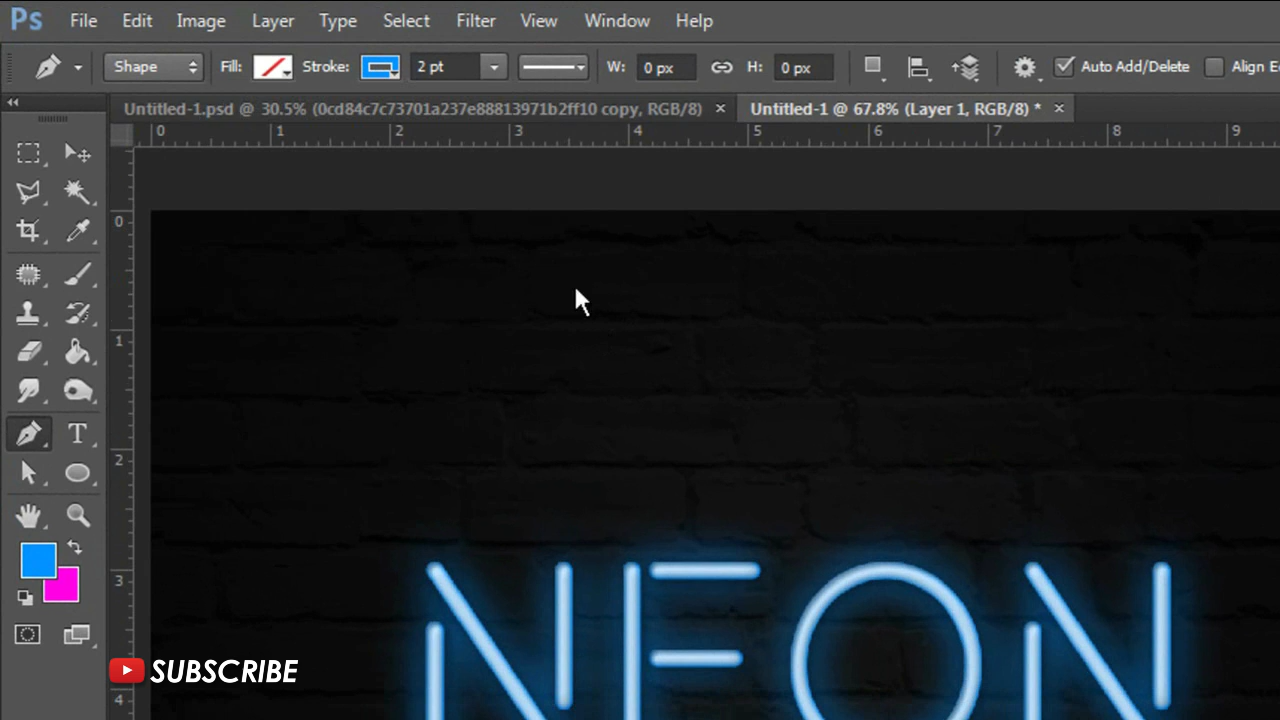 Ps File Edit Image Layer Type Select Filter View Window Help
Shape Fill: Stroke: 2 pt W: 0 px H: 0 px Auto Add/Delete Align E
Untitled-1.psd @ 30.5% (0cd84c7c73701a237e88813971b2ff10 copy, RGB/8) × Untitled-1 @ 67.8% (Layer 1, RGB/8) * ×
0 1 2 3 4 5 6 7 8 9
0
1
2
T
3
NEON
SUBSCRIBE
4